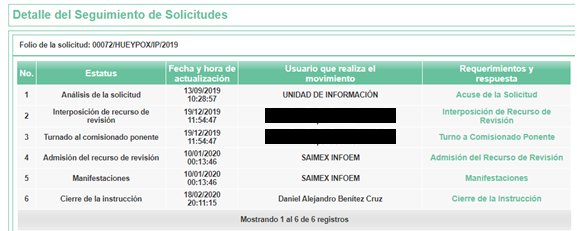 Detalle del Seguimiento de Solicitudes
Folio de la solicitud: 00072/HUEYPOX/IP/2019
No. Estatus Fecha y hora de actualización Usuario que realiza el movimiento Requerimientos y respuesta
1 Análisis de la solicitud 13/09/2019 10:28:57 UNIDAD DE INFORMACIÓN Acuse de la Solicitud
2 Interposición de recurso de revisión 19/12/2019 11:54:47 Interposición de Recurso de Revisión
3 Turnado al comisionado ponente 19/12/2019 11:54:47 Turno a Comisionado Ponente
4 Admisión del recurso de revisión 10/01/2020 00:13:46 SAIMEX INFOEM Admisión del Recurso de Revisión
5 Manifestaciones 10/01/2020 00:13:46 SAIMEX INFOEM Manifestaciones
6 Cierre de la instrucción 18/02/2020 20:11:15 Daniel Alejandro Benítez Cruz Cierre de la Instrucción
Mostrando 1 al 6 de 6 registros